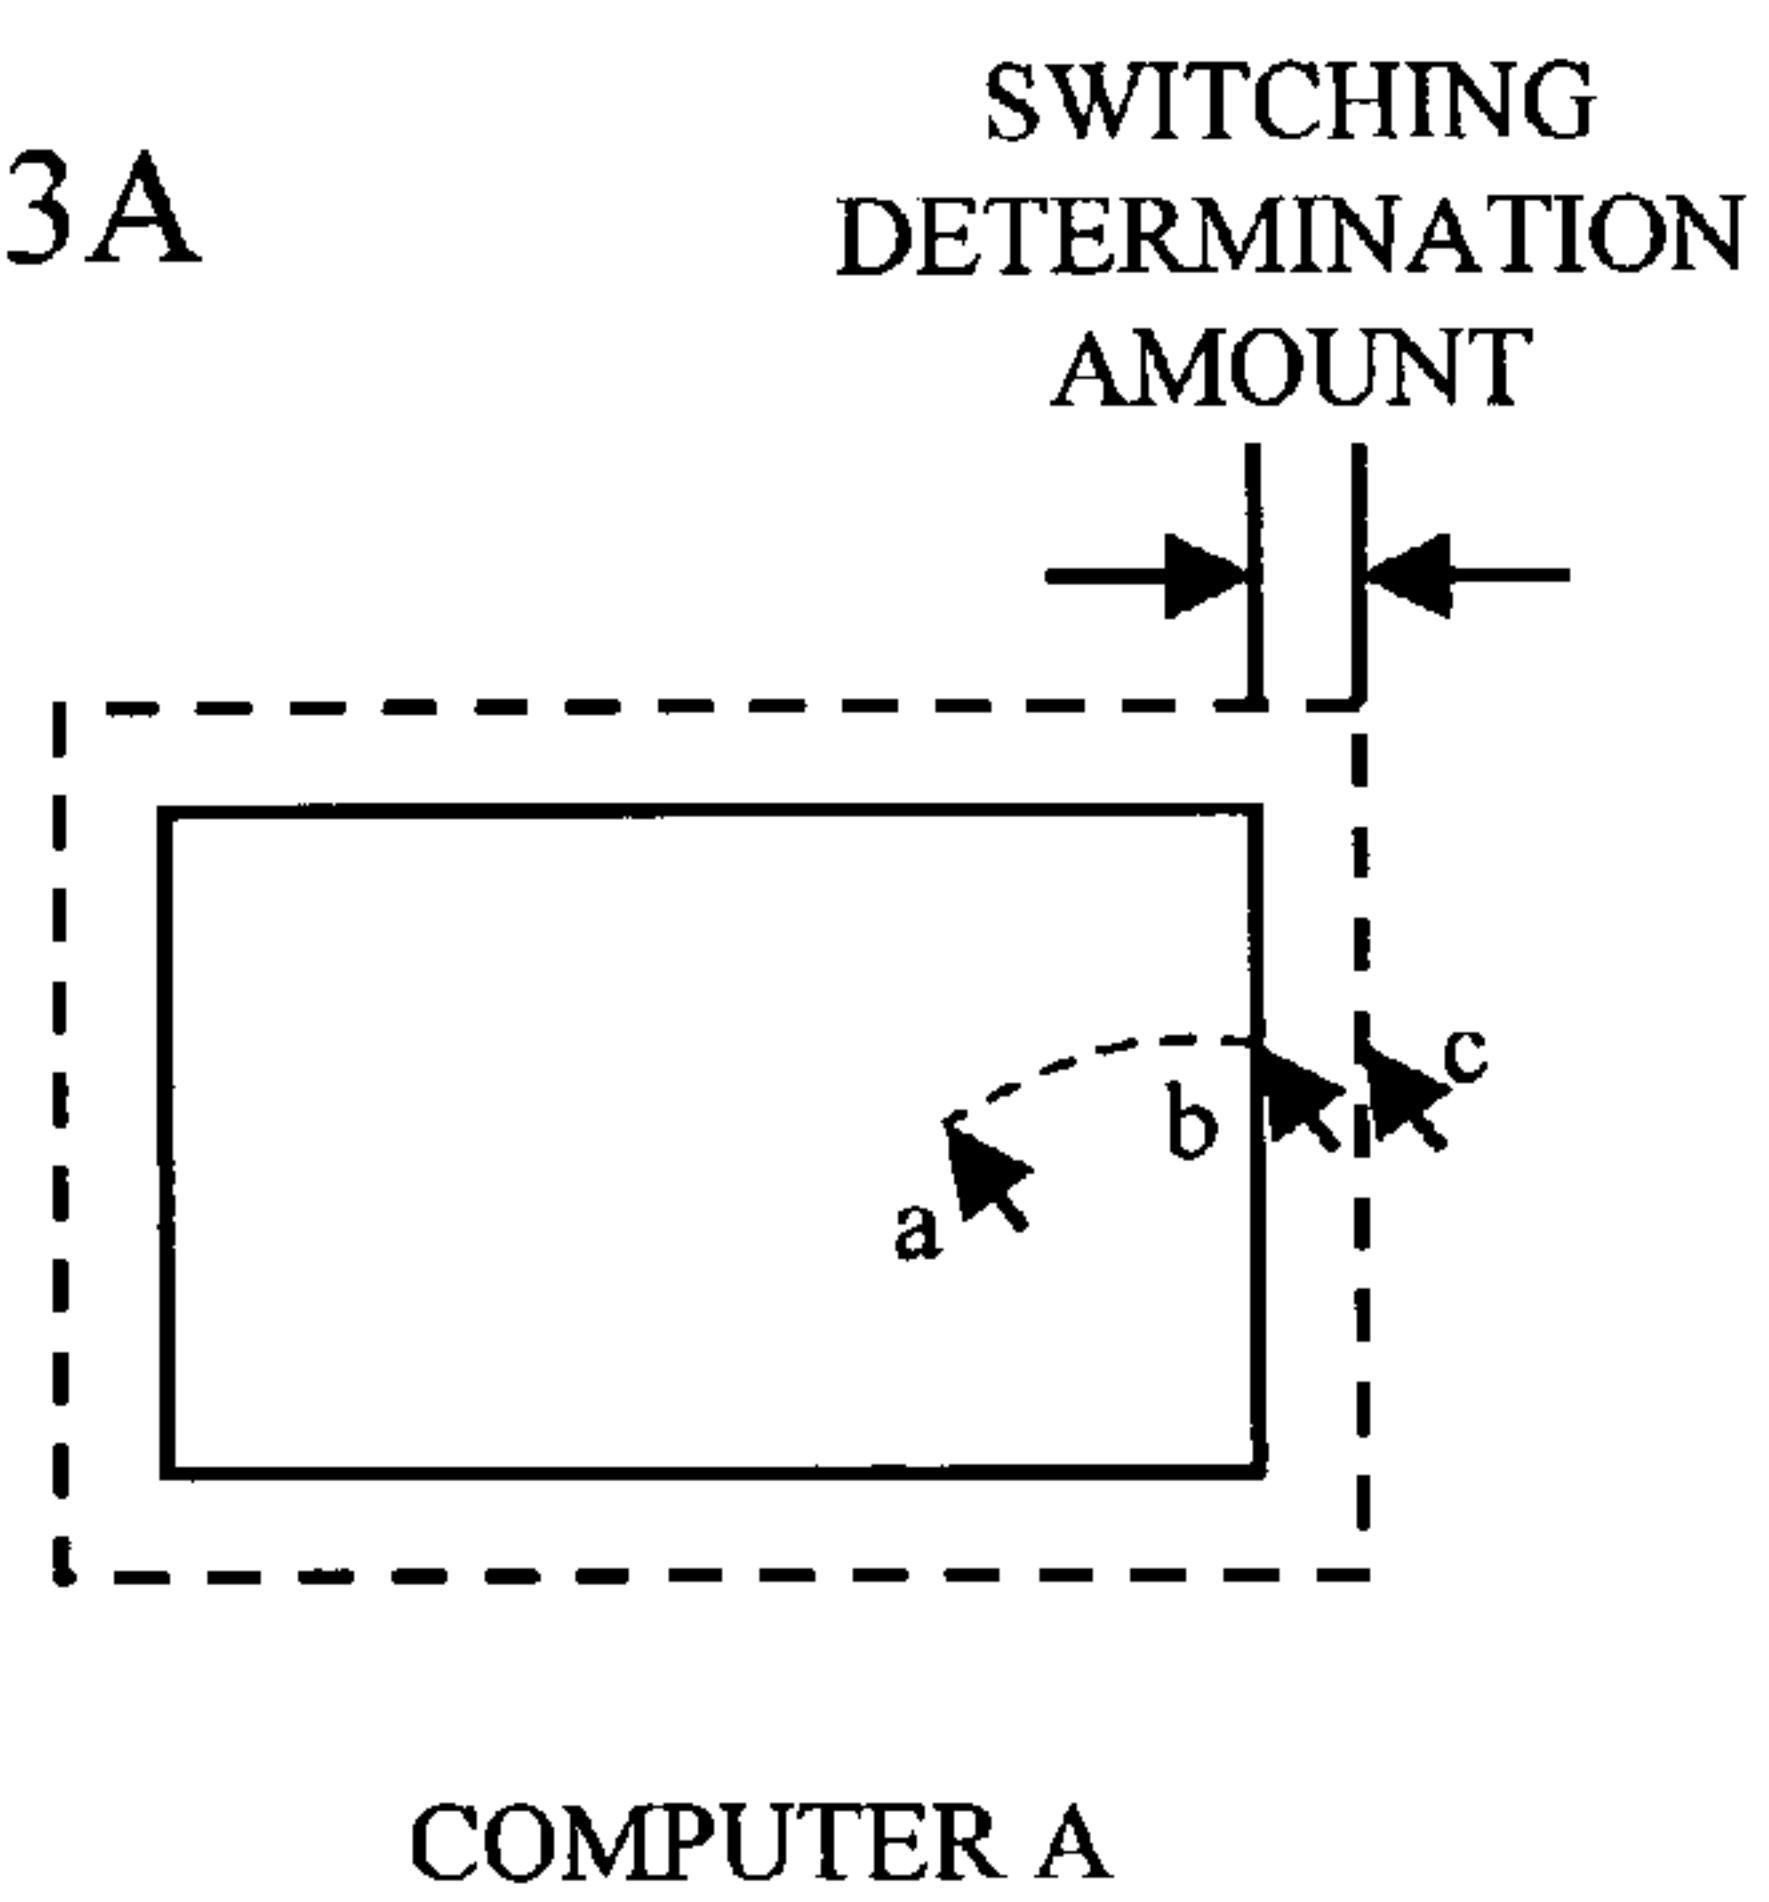 3A
SWITCHING
DETERMINATION
AMOUNT
c
b
a
COMPUTER A